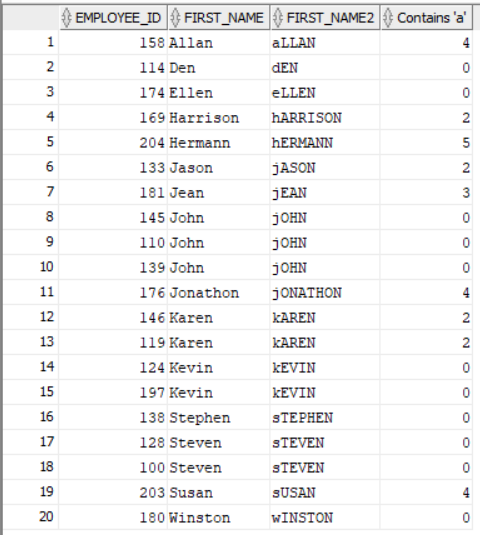 EMPLOYEE_ID FIRST_NAME FIRST_NAME2 Contains 'a'
1 158 Allan aLLAN 4
2 114 Den dEN 0
3 174 Ellen eLLEN 0
4 169 Harrison hARRISON 2
5 204 Hermann hERMANN 5
6 133 Jason jASON 2
7 181 Jean jEAN 3
8 145 John jOHN 0
9 110 John jOHN 0
10 139 John jOHN 0
11 176 Jonathon jONATHON 4
12 146 Karen kAREN 2
13 119 Karen kAREN 2
14 124 Kevin kEVIN 0
15 197 Kevin kEVIN 0
16 138 Stephen sTEPHEN 0
17 128 Steven sTEVEN 0
18 100 Steven sTEVEN 0
19 203 Susan sUSAN 4
20 180 Winston wINSTON 0